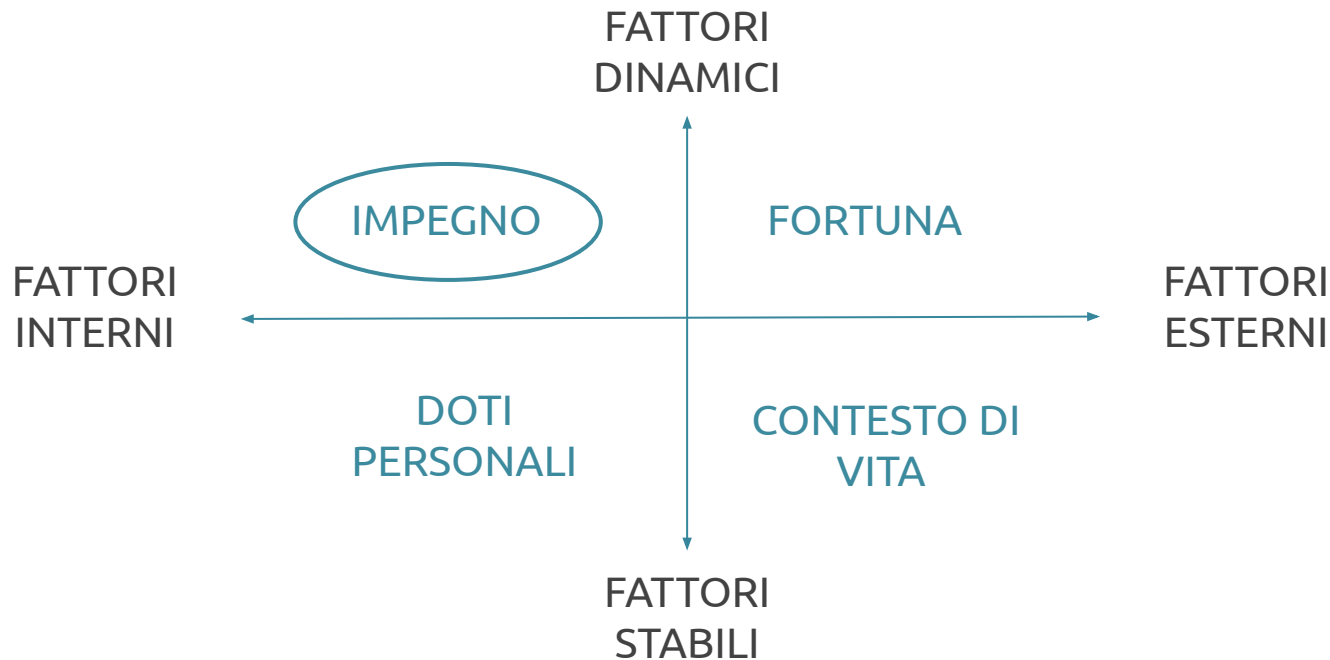 FATTORI
DINAMICI
IMPEGNO
FORTUNA
FATTORI
INTERNI
FATTORI
ESTERNI
DOTI
PERSONALI
CONTESTO DI
VITA
FATTORI
STABILI